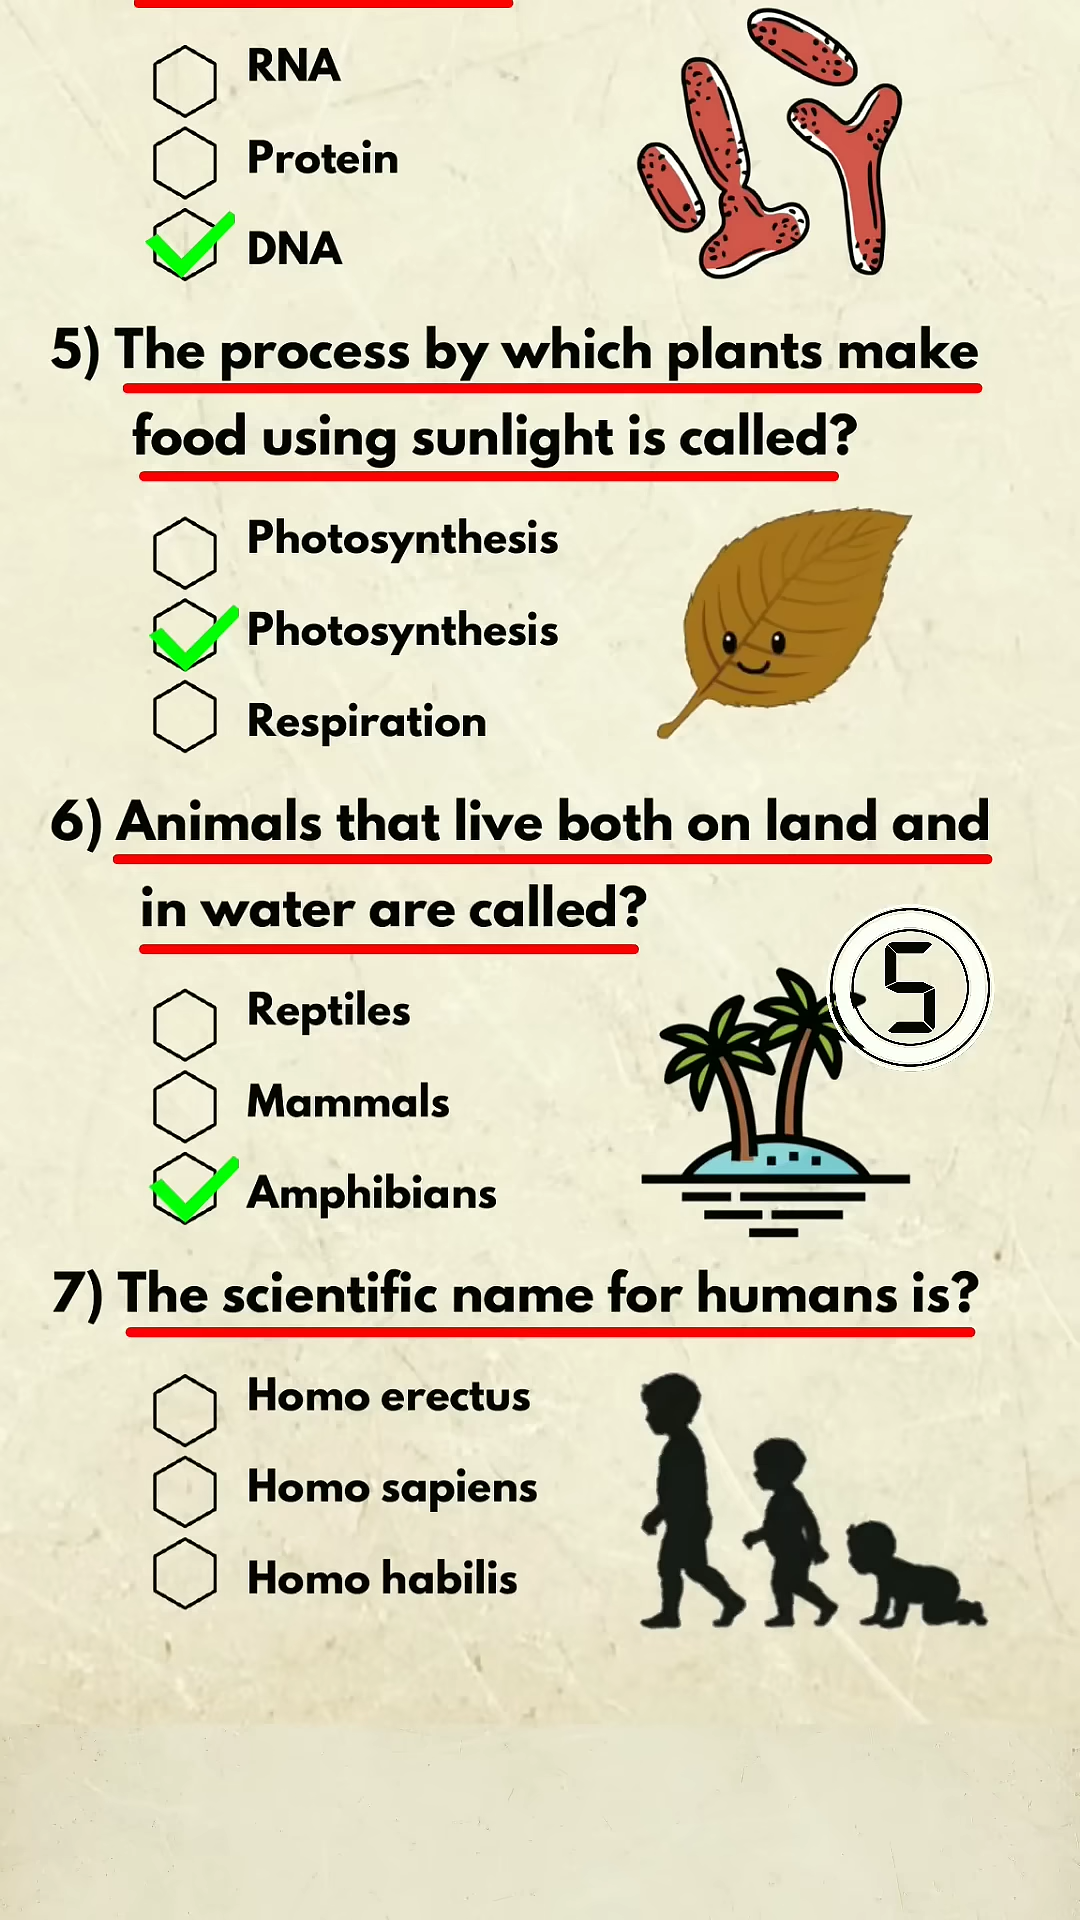 RNA
Protein
DNA
5) The process by which plants make
food using sunlight is called?
Photosynthesis
Photosynthesis
Respiration
6) Animals that live both on land and
in water are called?
5
Reptiles
Mammals
Amphibians
7) The scientific name for humans is?
Homo erectus
Homo sapiens
Homo habilis